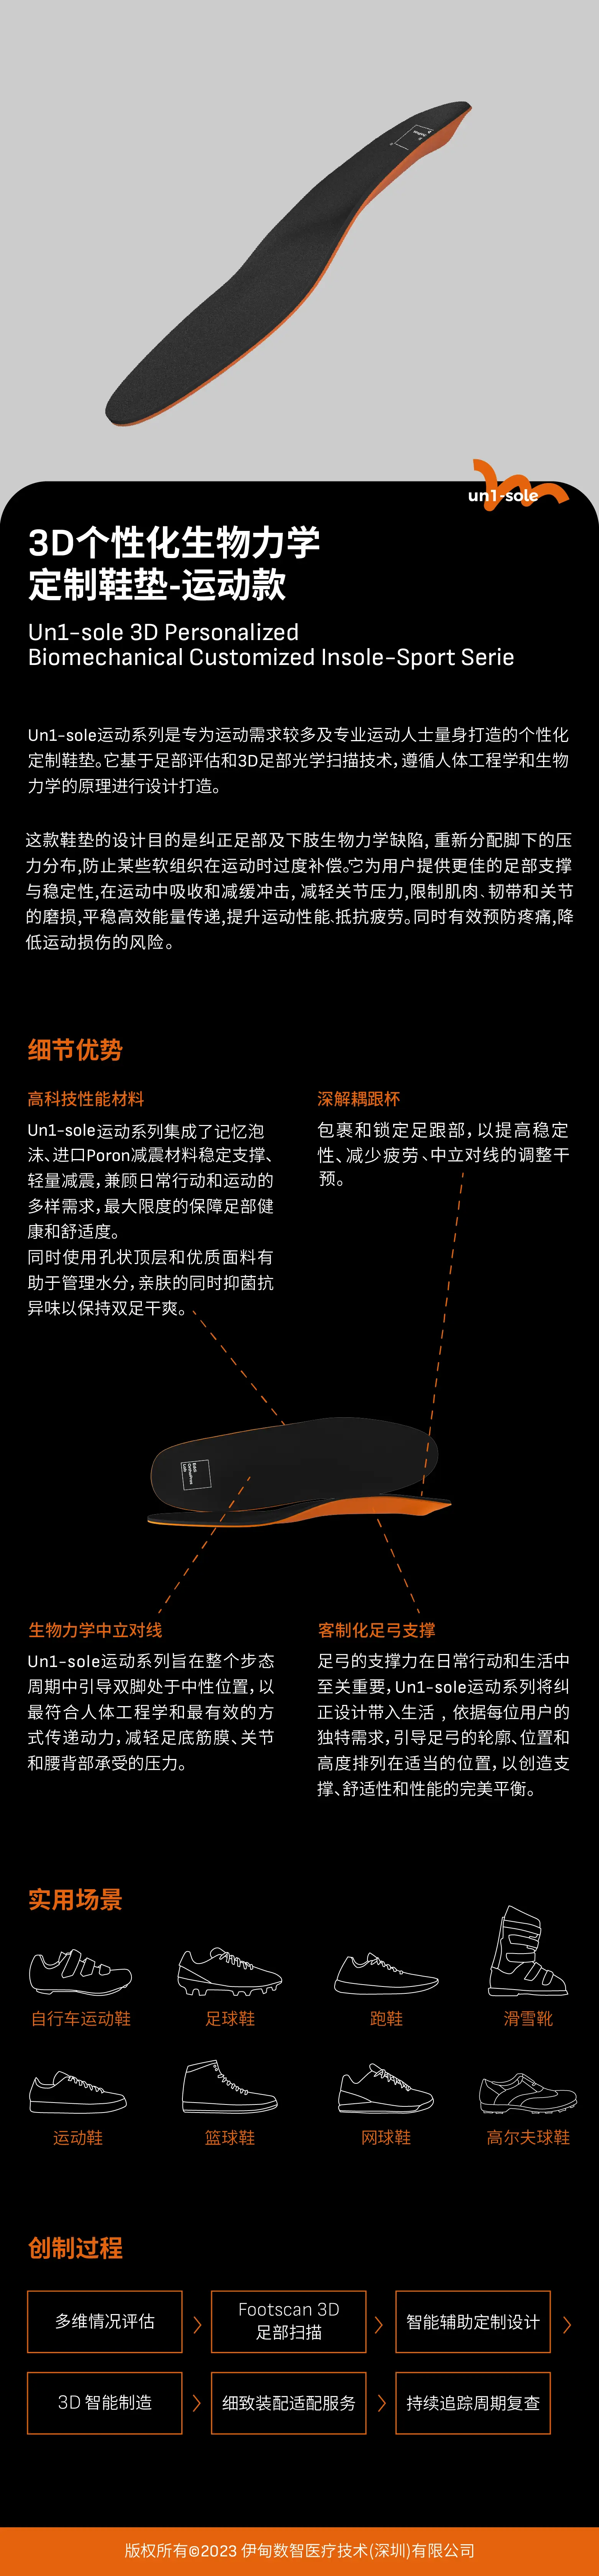 un1-sole
3D个性化生物力学
定制鞋垫-运动款
Un1-sole 3D Personalized
Biomechanical Customized Insole-Sport Serie
Un1-sole运动系列是专为运动需求较多及专业运动人士量身打造的个性化
定制鞋垫。它基于足部评估和3D足部光学扫描技术，遵循人体工程学和生物
力学的原理进行设计打造。
这款鞋垫的设计目的是纠正足部及下肢生物力学缺陷, 重新分配脚下的压
力分布,防止某些软组织在运动时过度补偿。它为用户提供更佳的足部支撑
与稳定性,在运动中吸收和减缓冲击, 减轻关节压力,限制肌肉、韧带和关节
的磨损,平稳高效能量传递,提升运动性能、抵抗疲劳。同时有效预防疼痛,降
低运动损伤的风险。
细节优势
高科技性能材料
Un1-sole运动系列集成了记忆泡
沫、进口Poron减震材料稳定支撑、
轻量减震，兼顾日常行动和运动的
多样需求，最大限度的保障足部健
康和舒适度。
同时使用孔状顶层和优质面料有
助于管理水分，亲肤的同时抑菌抗
异味以保持双足干爽。
深解耦跟杯
包裹和锁定足跟部，以提高稳定
性、减少疲劳、中立对线的调整干
预。
生物力学中立对线
Un1-sole运动系列旨在整个步态
周期中引导双脚处于中性位置，以
最符合人体工程学和最有效的方
式传递动力，减轻足底筋膜、关节
和腰背部承受的压力。
客制化足弓支撑
足弓的支撑力在日常行动和生活中
至关重要，Un1-sole运动系列将纠
正设计带入生活 , 依据每位用户的
独特需求，引导足弓的轮廓、位置和
高度排列在适当的位置，以创造支
撑、舒适性和性能的完美平衡。
实用场景
自行车运动鞋
足球鞋
跑鞋
滑雪靴
运动鞋
篮球鞋
网球鞋
高尔夫球鞋
创制过程
多维情况评估
Footscan 3D
足部扫描
智能辅助定制设计
3D 智能制造
细致装配适配服务
持续追踪周期复查
版权所有©2023 伊甸数智医疗技术(深圳)有限公司